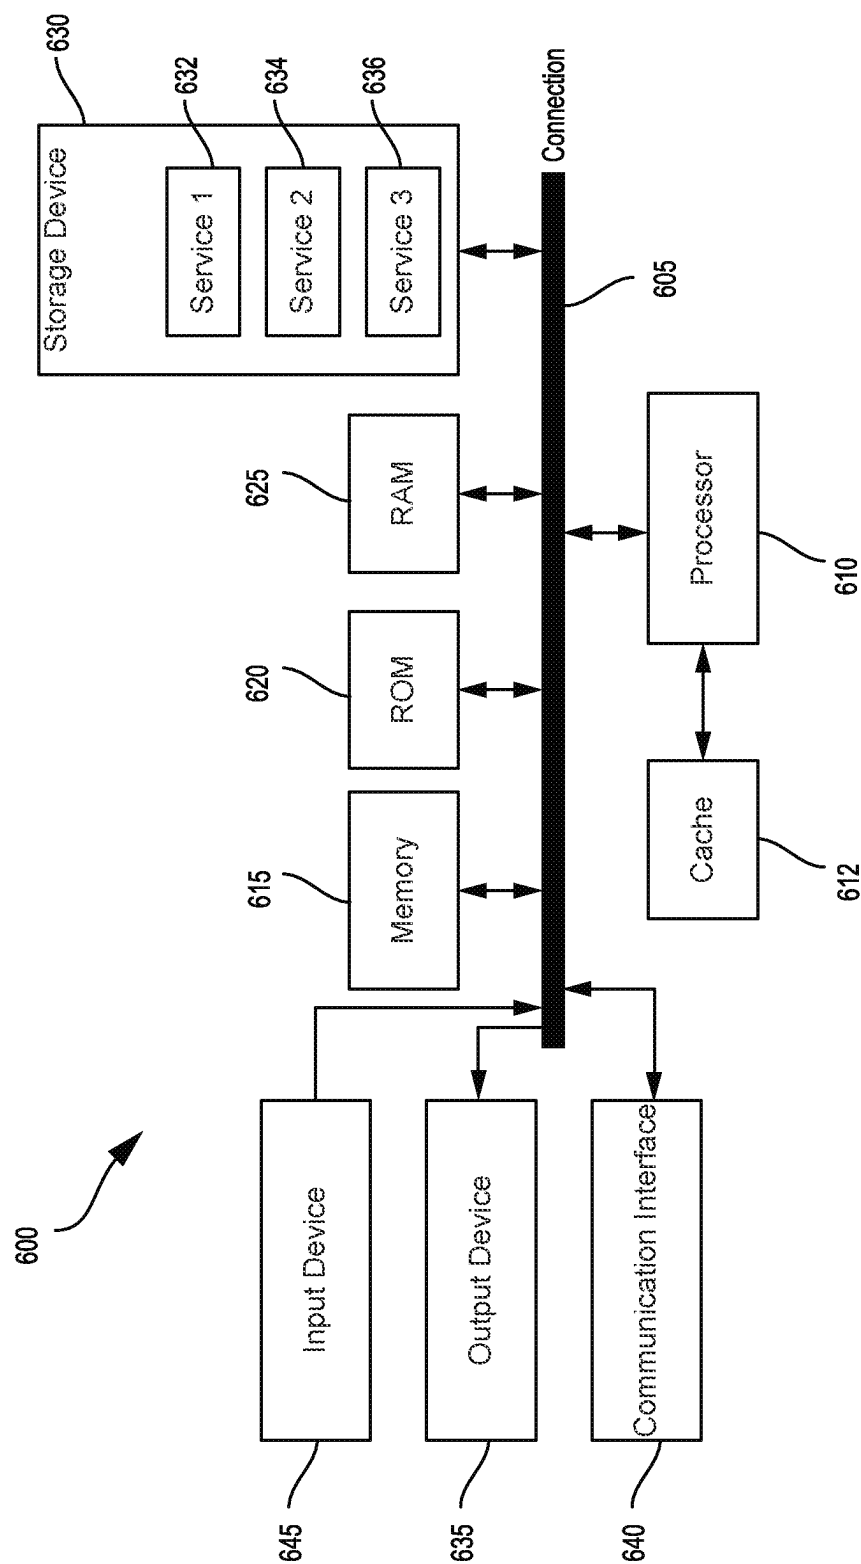 600
645
Input Device
635
Output Device
640
Communication Interface
615
Memory
620
ROM
625
RAM
630
Storage Device
632
Service 1
634
Service 2
636
Service 3
Connection
605
612
Cache
610
Processor